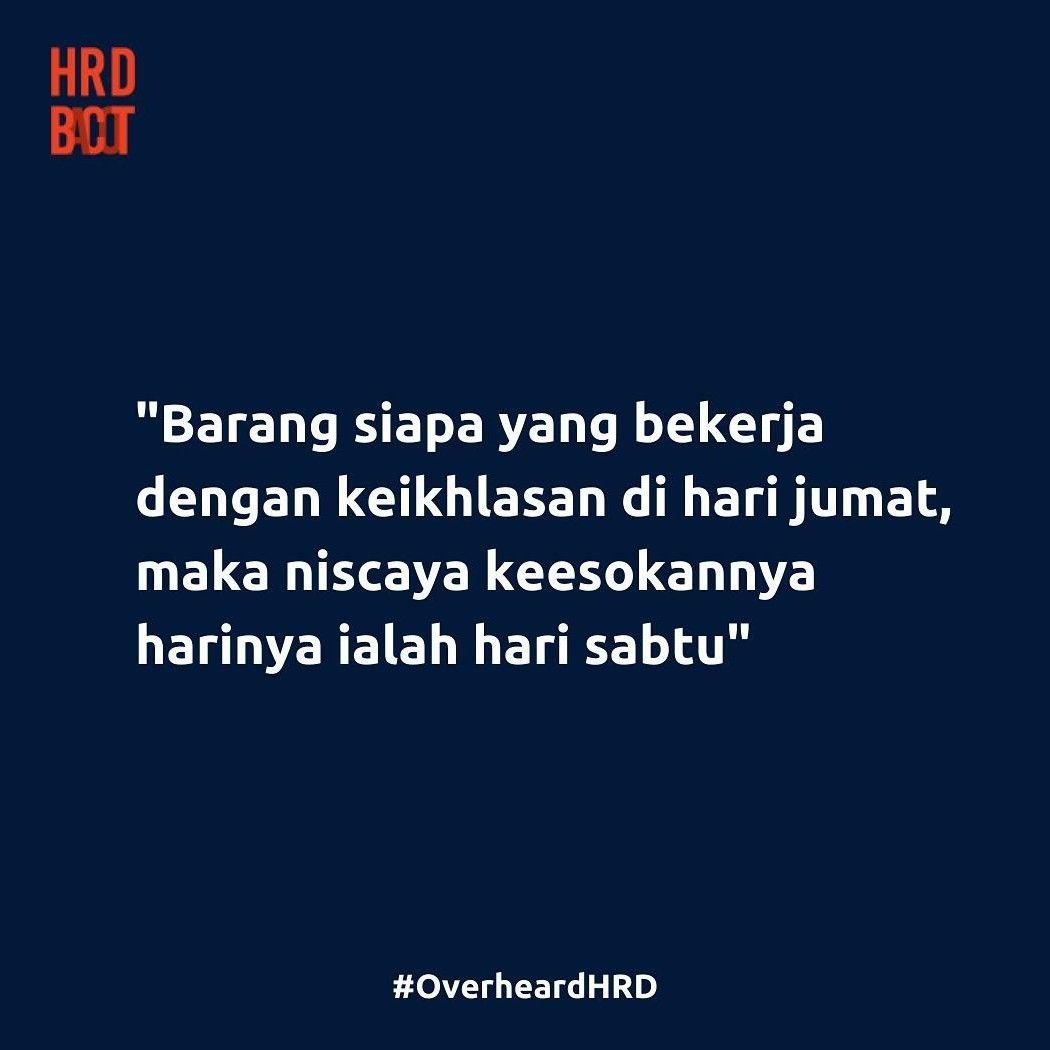 HRD
BACOT
"Barang siapa yang bekerja
dengan keikhlasan di hari jumat,
maka niscaya keesokannya
harinya ialah hari sabtu"
#OverheardHRD